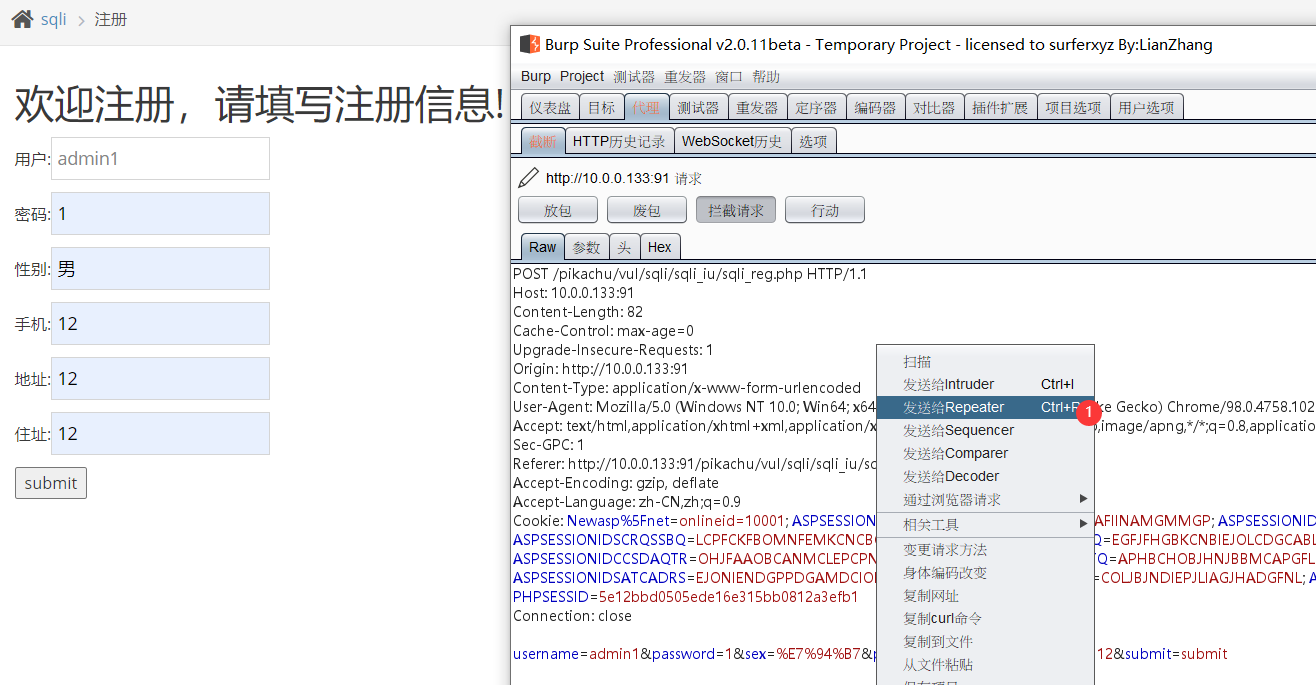 sqli > 注册
欢迎注册，请填写注册信息!
用户: admin1
密码: 1
性别: 男
手机: 12
地址: 12
住址: 12
submit
Burp Suite Professional v2.0.11beta - Temporary Project - licensed to surferxyz By:LianZhang
Burp Project 测试器 重发器 窗口 帮助
仪表盘 目标 代理 测试器 重发器 定序器 编码器 对比器 插件扩展 项目选项 用户选项
截断 HTTP历史记录 WebSocket历史 选项
http://10.0.0.133:91 请求
放包 废包 拦截请求 行动
Raw 参数 头 Hex
POST /pikachu/vul/sqli/sqli_iu/sqli_reg.php HTTP/1.1
Host: 10.0.0.133:91
Content-Length: 82
Cache-Control: max-age=0
Upgrade-Insecure-Requests: 1
Origin: http://10.0.0.133:91
Content-Type: application/x-www-form-urlencoded
User-Agent: Mozilla/5.0 (Windows NT 10.0; Win64; x64 ke Gecko) Chrome/98.0.4758.102
Accept: text/html,application/xhtml+xml,application/x ,image/apng,*/*;q=0.8,applicatio
Sec-GPC: 1
Referer: http://10.0.0.133:91/pikachu/vul/sqli/sqli_iu/sq
Accept-Encoding: gzip, deflate
Accept-Language: zh-CN,zh;q=0.9
Cookie: Newasp%5Fnet=onlineid=10001; ASPSESSION AFIINAMGMMGP; ASPSESSIONID
ASPSESSIONIDSCRQSSBQ=LCPFCKFBOMNFEMKCNCB Q=EGFJFHGBKCNBIEJOLCDGCABL
ASPSESSIONIDCCSDAQTR=OHJFAAOBCANMCLEPCPN Q=APHBCHOBJHNJBBMCAPGFL
ASPSESSIONIDSATCADRS=EJONIENDGPPDGAMDCIO =COLJBJNDIEPJLIAGJHADGFNL; A
PHPSESSID=5e12bbd0505ede16e315bb0812a3efb1
Connection: close
username=admin1&password=1&sex=%E7%94%B7&p 12&submit=submit
扫描
发送给Intruder Ctrl+I
发送给Repeater Ctrl+R 1
发送给Sequencer
发送给Comparer
发送给Decoder
通过浏览器请求
相关工具
变更请求方法
身体编码改变
复制网址
复制curl命令
复制到文件
从文件粘贴